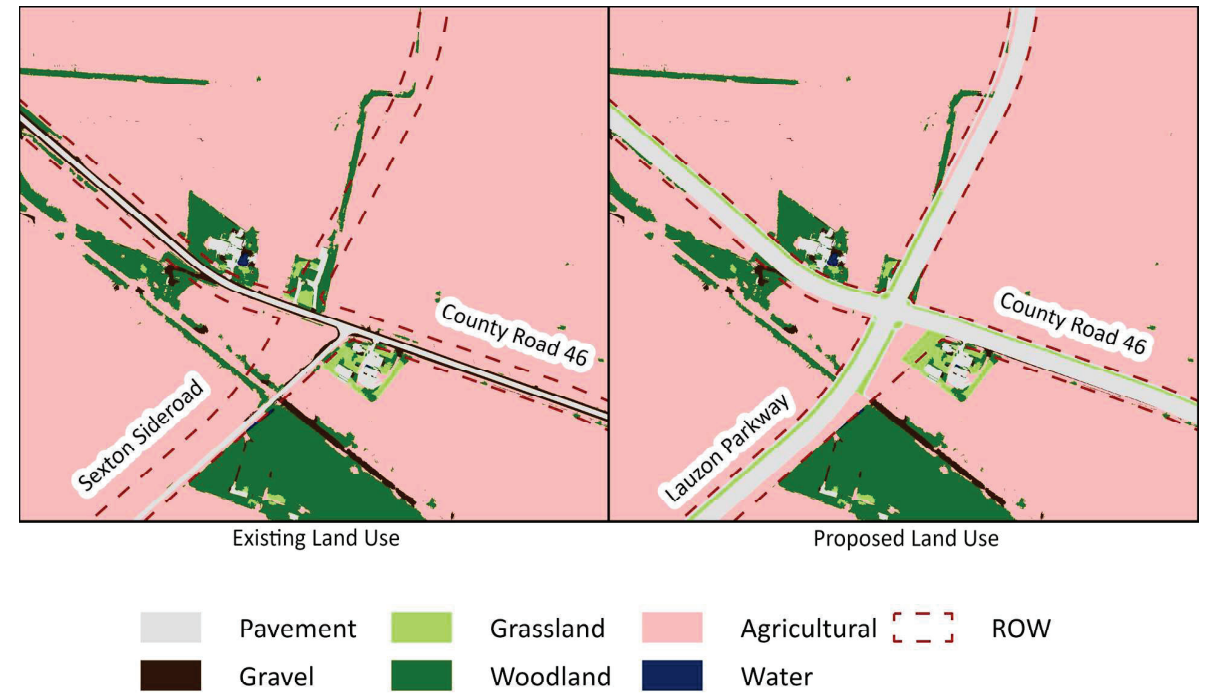 County Road 46
Sexton Sideroad
County Road 46
Lauzon Parkway
Existing Land Use
Proposed Land Use
Pavement
Grassland
Agricultural
ROW
Gravel
Woodland
Water